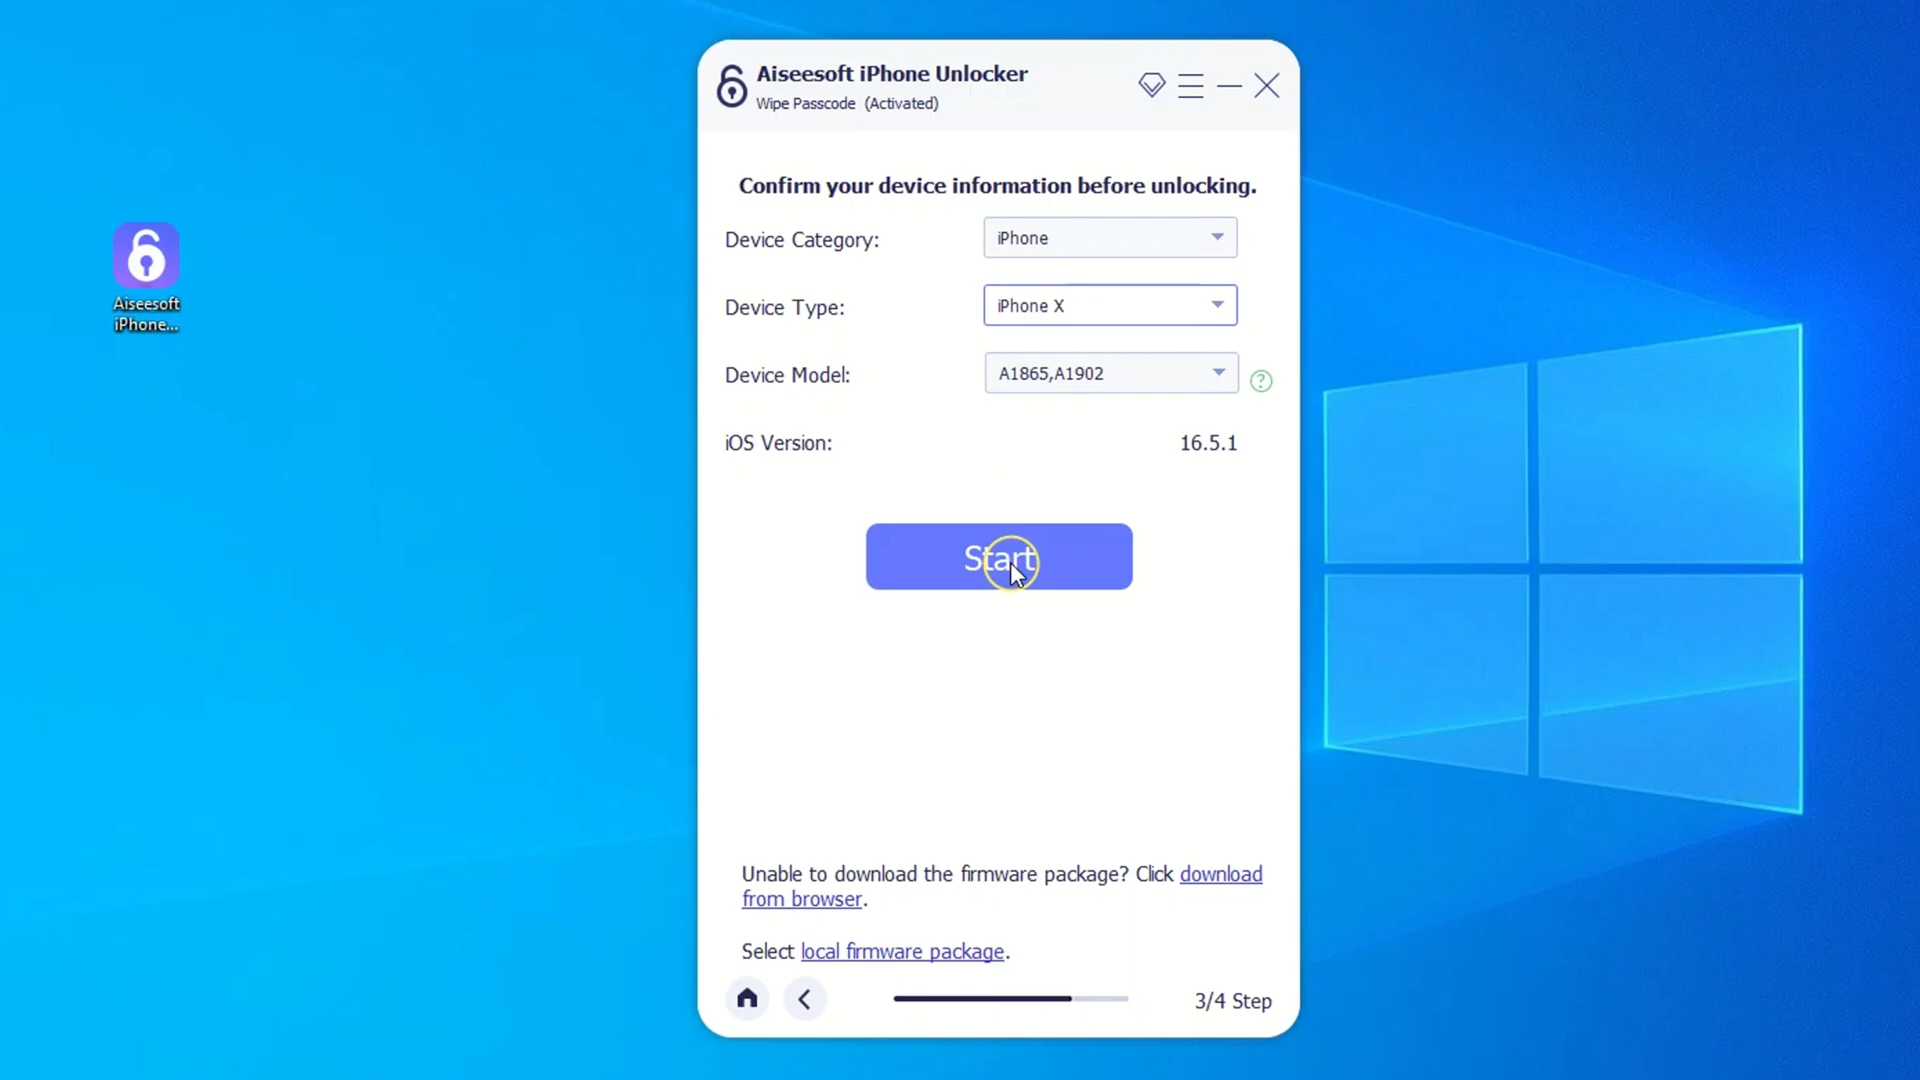 Aiseesoft iPhone Unlocker
Wipe Passcode (Activated)
Confirm your device information before unlocking.
Device Category:
iPhone
Device Type:
iPhone X
Device Model:
A1865,A1902
?
iOS Version:
16.5.1
Start
Unable to download the firmware package? Click download
from browser.
Select local firmware package.
3/4 Step
Aiseesoft
iPhone...